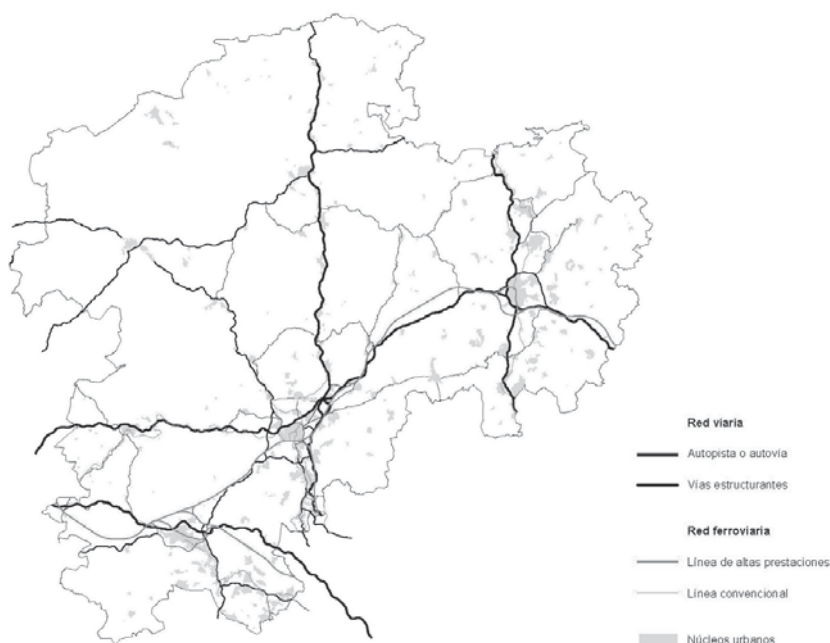 Red viaria
Autopista o autovía
Vías estructurantes
Red ferroviaria
Línea de altas prestaciones
Línea convencional
Núcleos urbanos